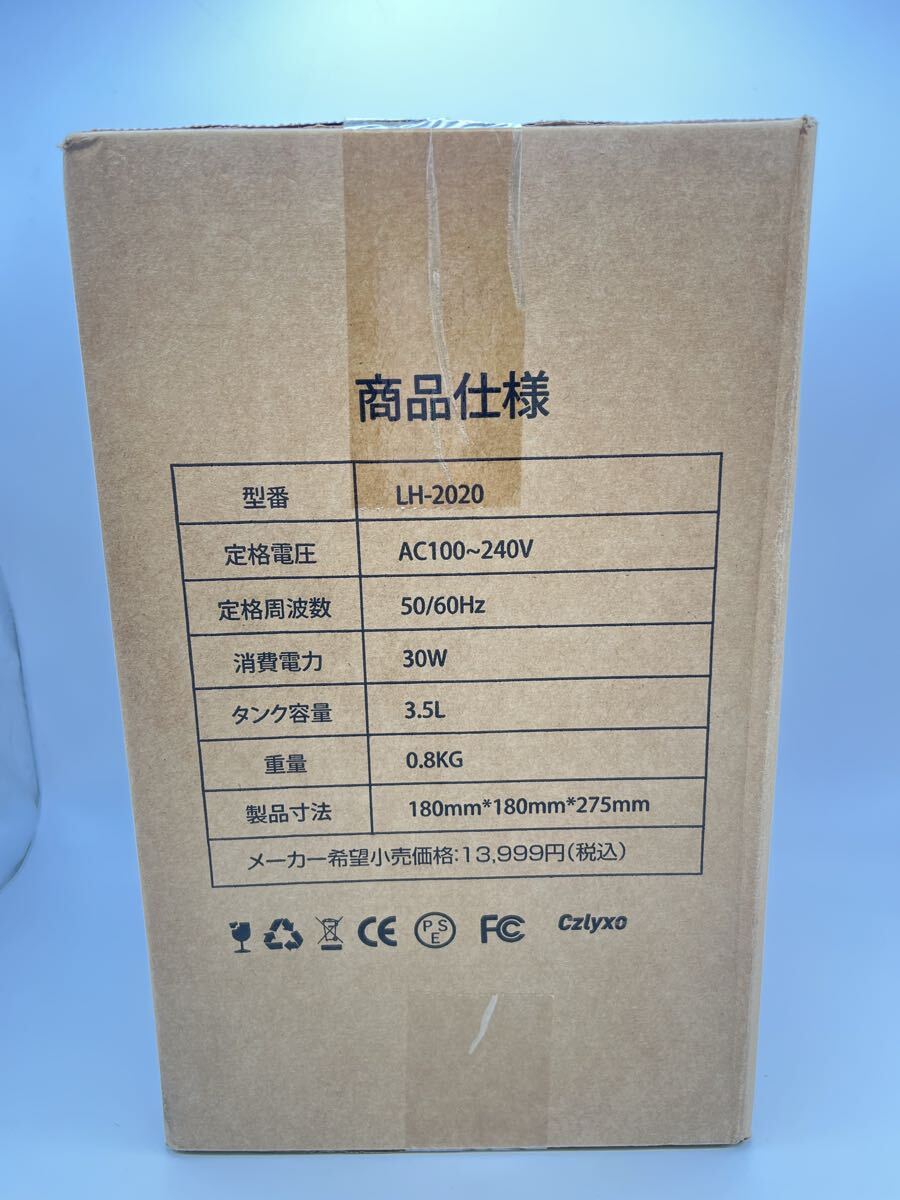 商品仕様
型番 LH-2020
定格電圧 AC100~240V
定格周波数 50/60Hz
消費電力 30W
タンク容量 3.5L
重量 0.8KG
製品寸法 180mm*180mm*275mm
メーカー希望小売価格:13,999円(税込)
CE PSE FC Czlyxo